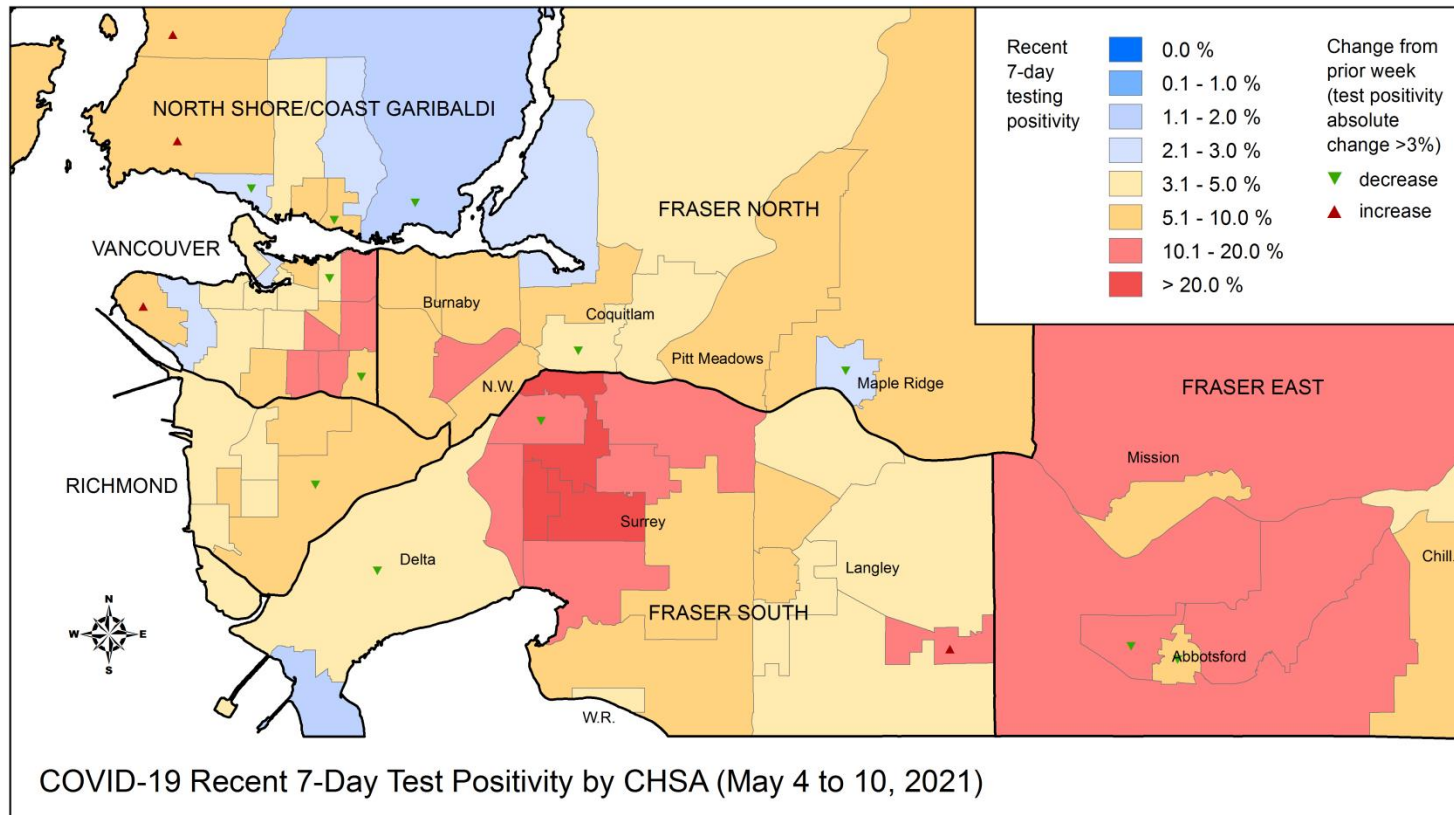 Recent
7-day
testing
positivity
0.0 %
0.1 - 1.0 %
1.1 - 2.0 %
2.1 - 3.0 %
3.1 - 5.0 %
5.1 - 10.0 %
10.1 - 20.0 %
> 20.0 %
Change from
prior week
(test positivity
absolute
change >3%)
decrease
increase
NORTH SHORE/COAST GARIBALDI
FRASER NORTH
VANCOUVER
Burnaby
Coquitlam
Pitt Meadows
N.W.
Maple Ridge
FRASER EAST
Mission
RICHMOND
Surrey
Delta
Langley
Chill.
FRASER SOUTH
Abbotsford
W.R.
N
W
E
S
COVID-19 Recent 7-Day Test Positivity by CHSA (May 4 to 10, 2021)